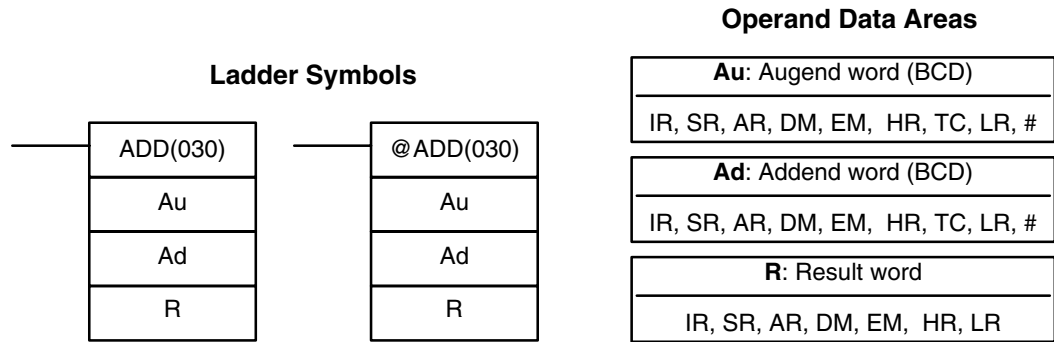 Ladder Symbols
ADD(030)
Au
Ad
R
@ADD(030)
Au
Ad
R
Operand Data Areas
Au: Augend word (BCD)
IR, SR, AR, DM, EM, HR, TC, LR, #
Ad: Addend word (BCD)
IR, SR, AR, DM, EM, HR, TC, LR, #
R: Result word
IR, SR, AR, DM, EM, HR, LR